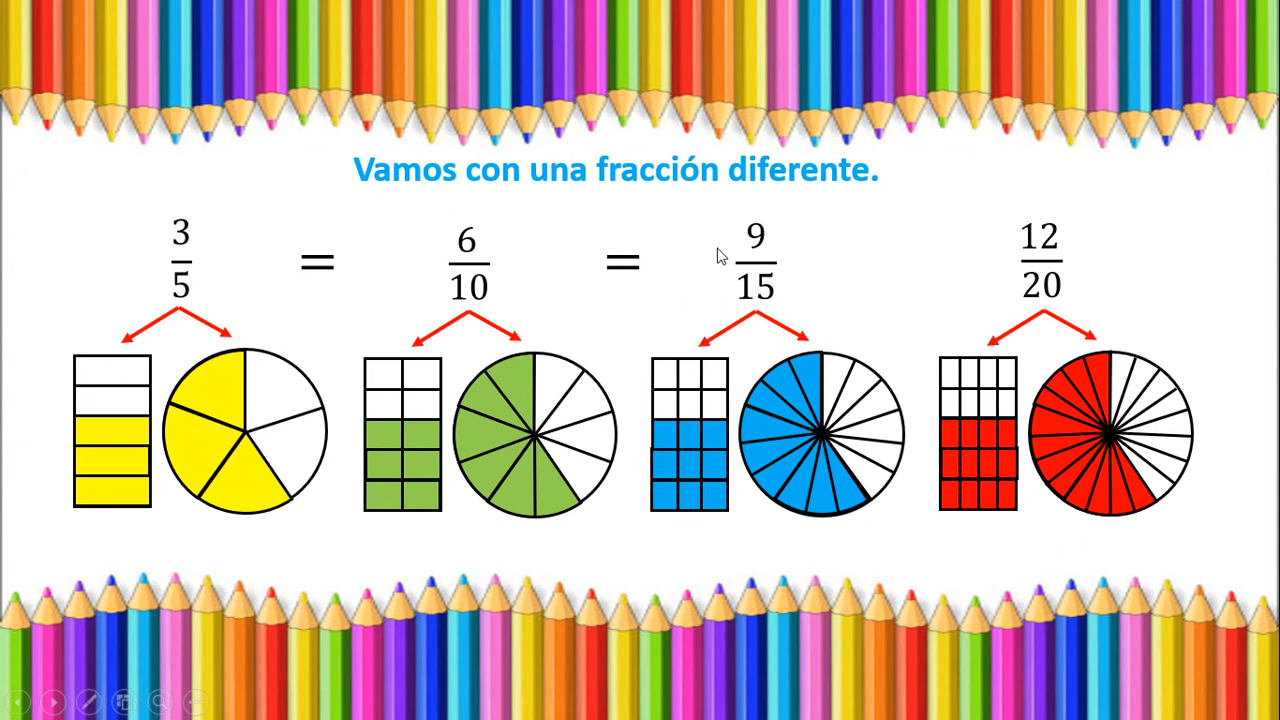 Vamos con una fracción diferente.
3/5 = 6/10 = 9/15 12/20